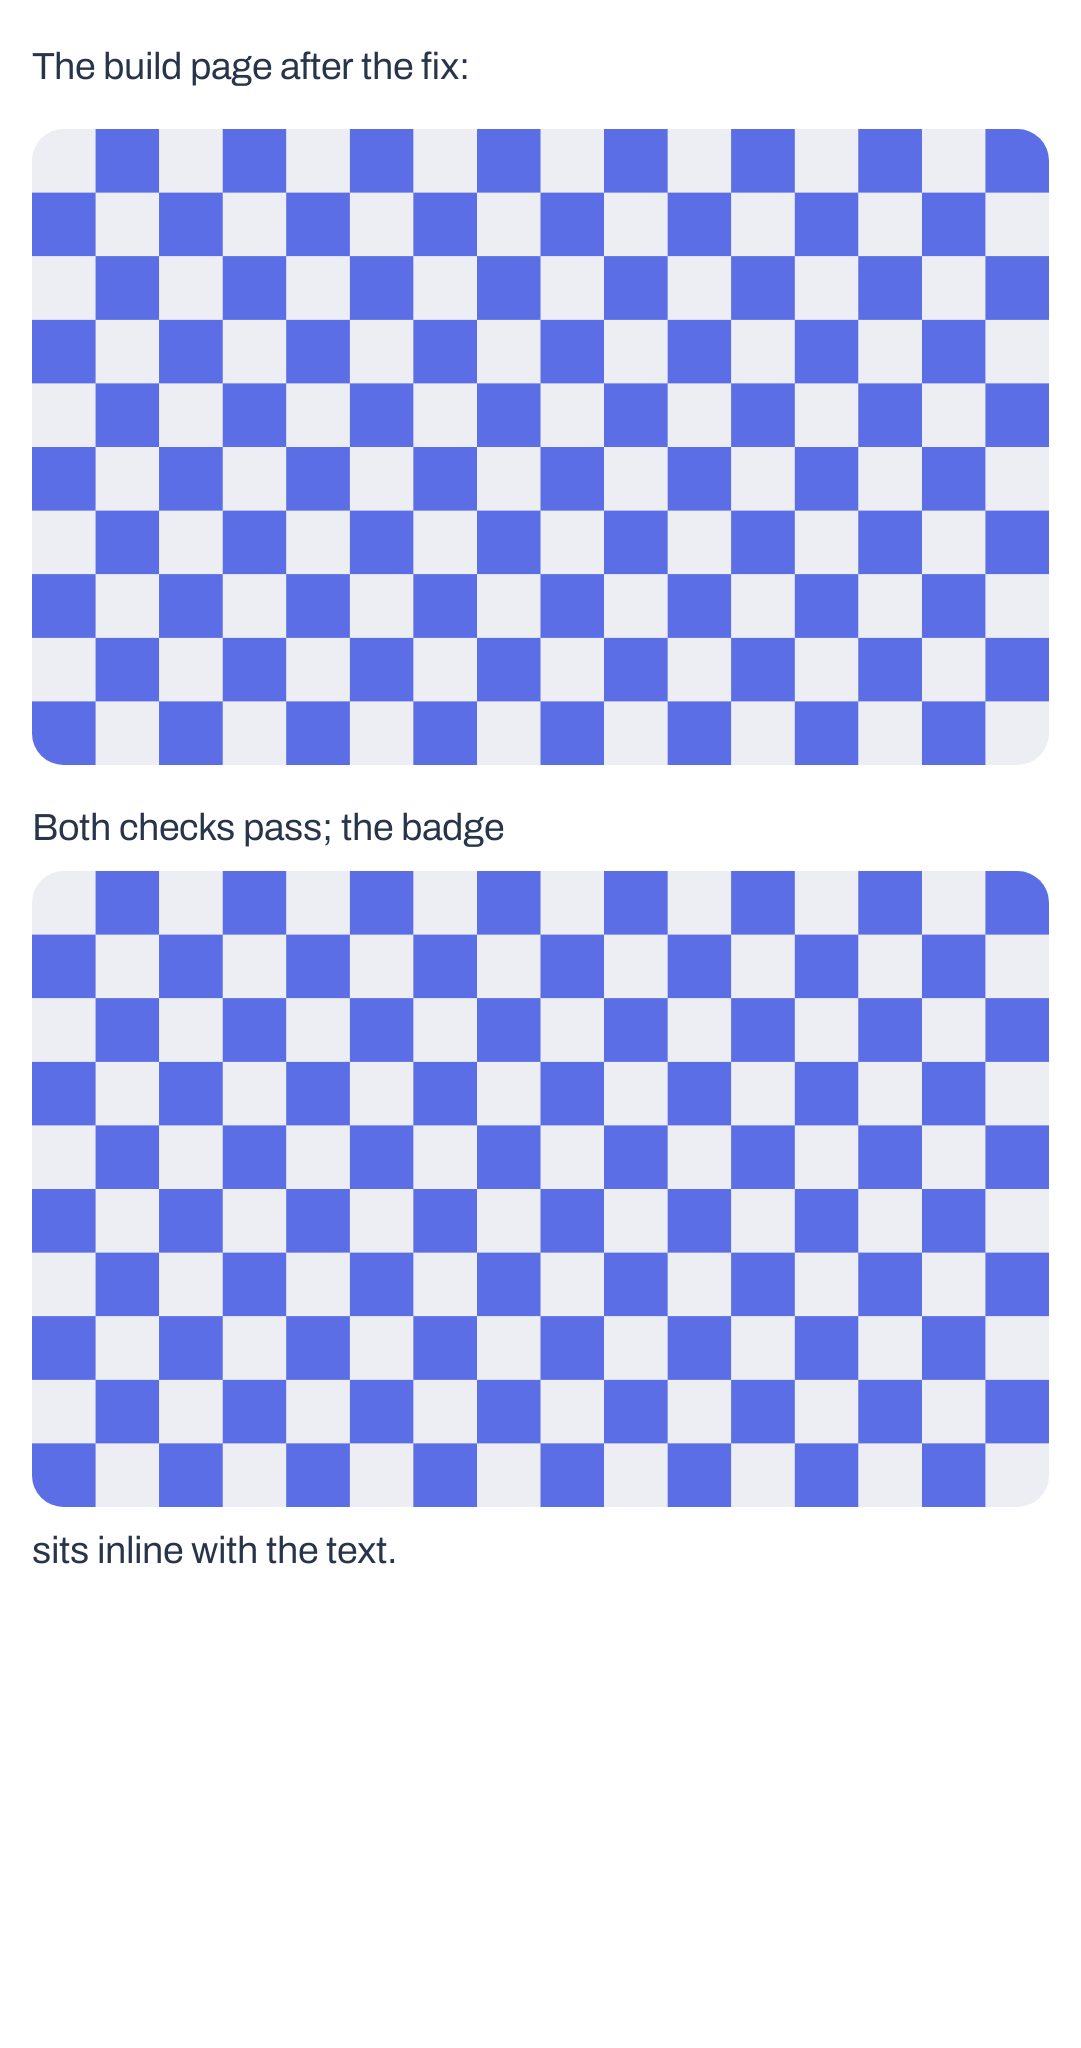 The build page after the fix:
Both checks pass; the badge
sits inline with the text.